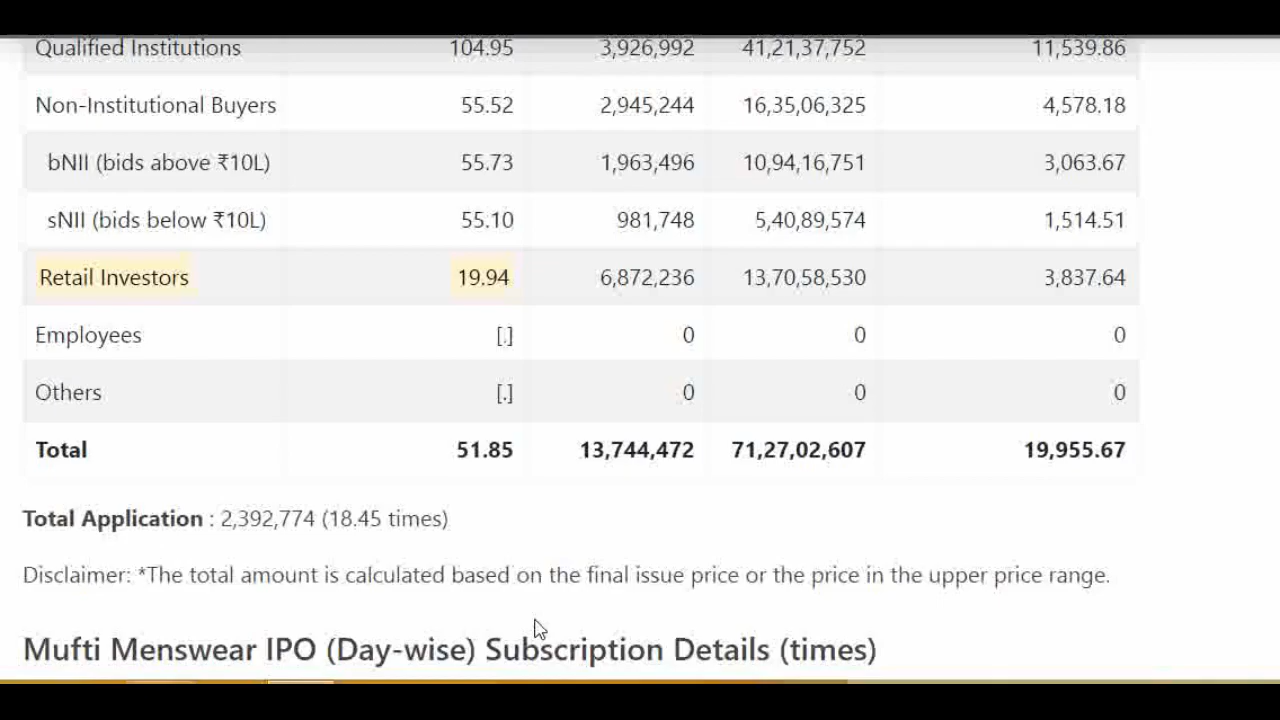 Qualified Institutions 104.95 3,926,992 41,21,37,752 11,539.86
Non-Institutional Buyers 55.52 2,945,244 16,35,06,325 4,578.18
bNII (bids above ₹10L) 55.73 1,963,496 10,94,16,751 3,063.67
sNII (bids below ₹10L) 55.10 981,748 5,40,89,574 1,514.51
Retail Investors 19.94 6,872,236 13,70,58,530 3,837.64
Employees [.] 0 0 0
Others [.] 0 0 0
Total 51.85 13,744,472 71,27,02,607 19,955.67
Total Application : 2,392,774 (18.45 times)
Disclaimer: *The total amount is calculated based on the final issue price or the price in the upper price range.
Mufti Menswear IPO (Day-wise) Subscription Details (times)